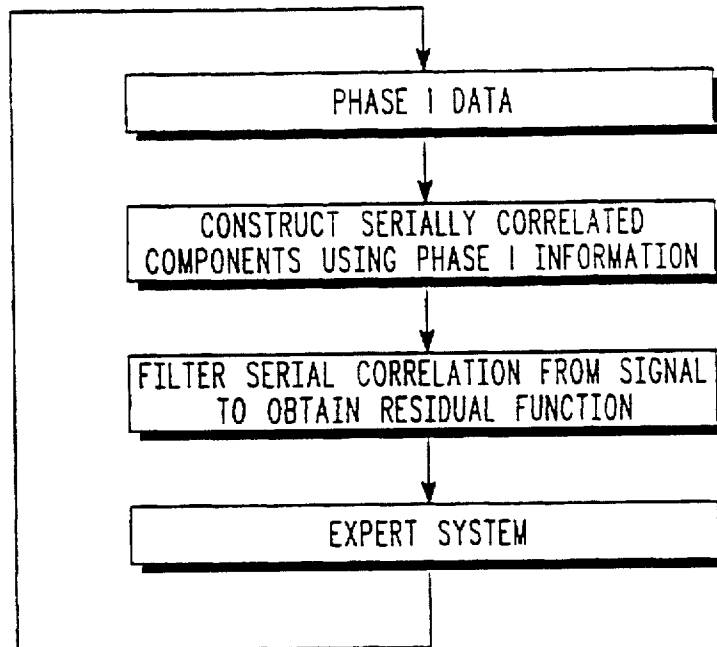 PHASE I DATA
CONSTRUCT SERIALLY CORRELATED
COMPONENTS USING PHASE I INFORMATION
FILTER SERIAL CORRELATION FROM SIGNAL
TO OBTAIN RESIDUAL FUNCTION
EXPERT SYSTEM